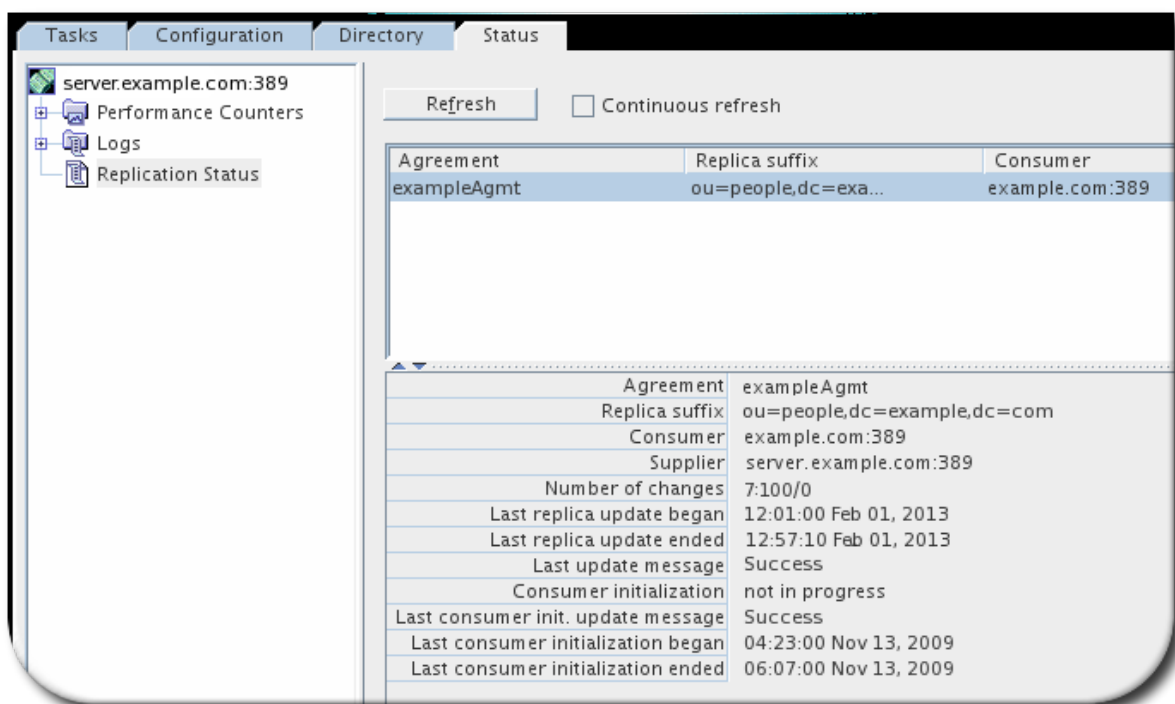 Tasks Configuration Directory Status
server.example.com:389
Performance Counters
Logs
Replication Status
Refresh Continuous refresh
Agreement Replica suffix Consumer
exampleAgmt ou=people,dc=exa... example.com:389
Agreement exampleAgmt
Replica suffix ou=people,dc=example,dc=com
Consumer example.com:389
Supplier server.example.com:389
Number of changes 7:100/0
Last replica update began 12:01:00 Feb 01, 2013
Last replica update ended 12:57:10 Feb 01, 2013
Last update message Success
Consumer initialization not in progress
Last consumer init. update message Success
Last consumer initialization began 04:23:00 Nov 13, 2009
Last consumer initialization ended 06:07:00 Nov 13, 2009